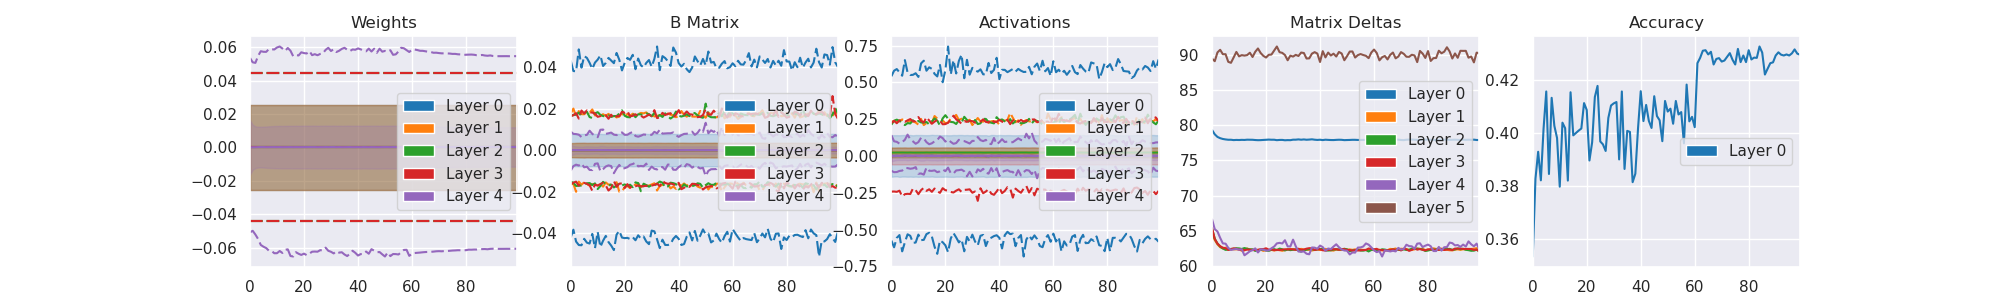 Weights
0.06
0.04
0.02
0.00
−0.02
−0.04
−0.06
0
20
40
60
80
Layer 0
Layer 1
Layer 2
Layer 3
Layer 4
B Matrix
0.04
0.02
0.00
−0.02
−0.04
0
20
40
60
80
Layer 0
Layer 1
Layer 2
Layer 3
Layer 4
Activations
0.75
0.50
0.25
0.00
−0.25
−0.50
−0.75
0
20
40
60
80
Layer 0
Layer 1
Layer 2
Layer 3
Layer 4
Matrix Deltas
90
85
80
75
70
65
60
0
20
40
60
80
Layer 0
Layer 1
Layer 2
Layer 3
Layer 4
Layer 5
Accuracy
0.42
0.40
0.38
0.36
0
20
40
60
80
Layer 0